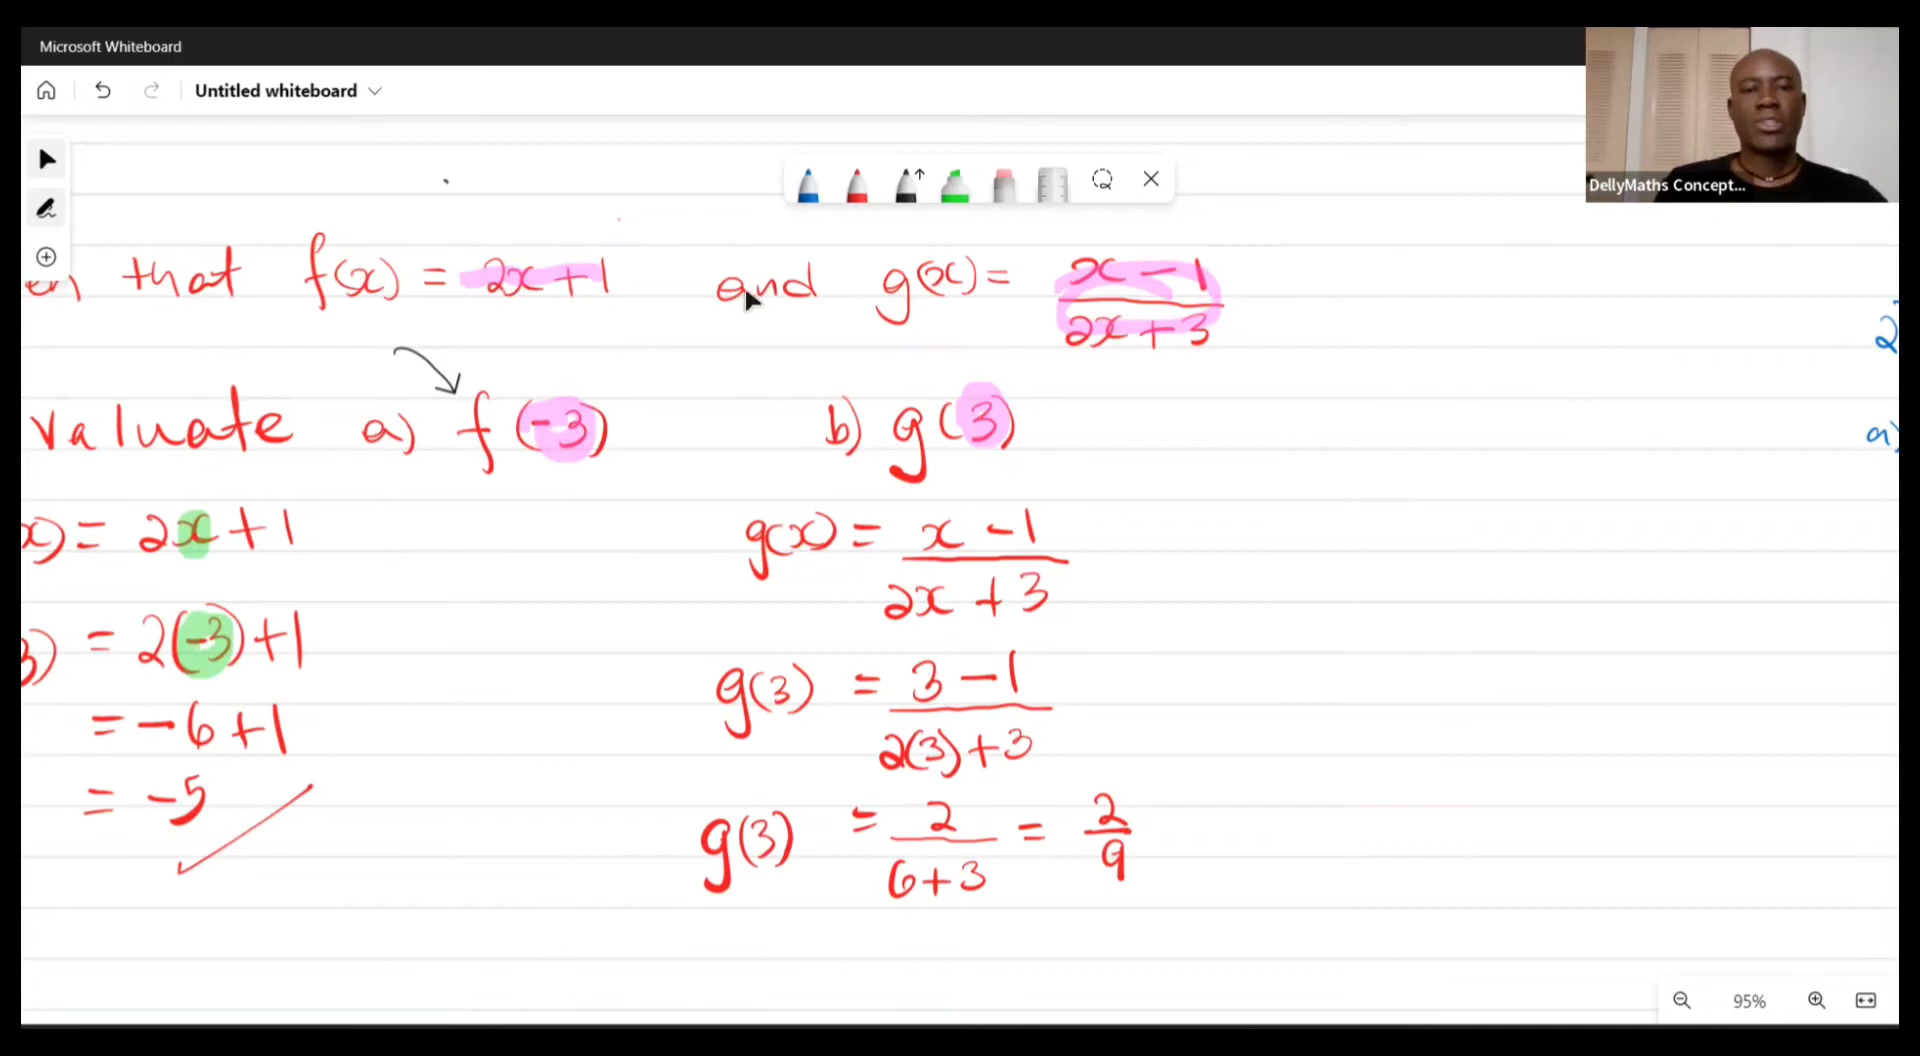 Microsoft Whiteboard
Untitled whiteboard
DellyMaths Concept...
that f(x) = 2x+1 and g(x) = x-1
2x+3
valuate a) f(-3) b) g(3)
x) = 2x+1
g(x) = x-1
2x+3
3) = 2(-3)+1
g(3) = 3-1
2(3)+3
= -6+1
= -5
g(3) = 2 = 2
6+3 9
2
a)
95%